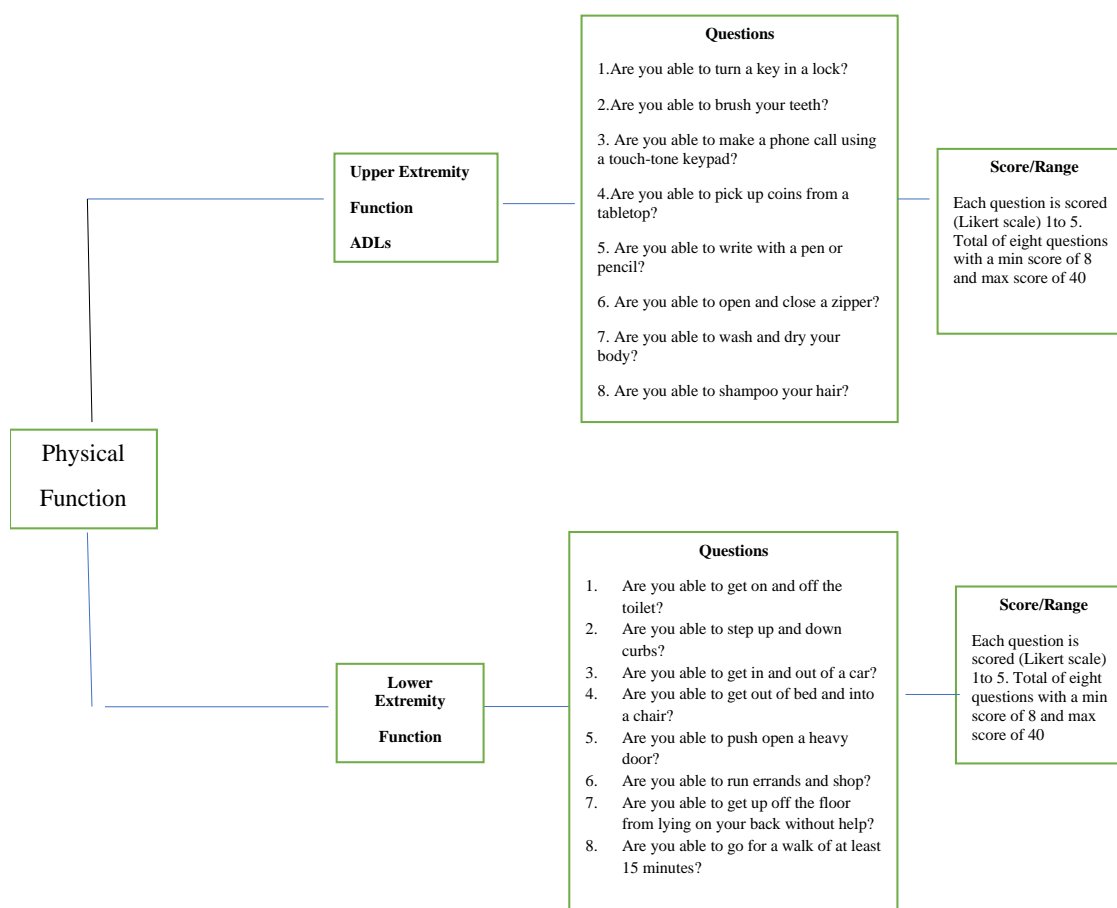 Physical
Function
Upper Extremity
Function
ADLs
Questions
1.Are you able to turn a key in a lock?
2.Are you able to brush your teeth?
3. Are you able to make a phone call using
a touch-tone keypad?
4.Are you able to pick up coins from a
tabletop?
5. Are you able to write with a pen or
pencil?
6. Are you able to open and close a zipper?
7. Are you able to wash and dry your
body?
8. Are you able to shampoo your hair?
Score/Range
Each question is scored
(Likert scale) 1to 5.
Total of eight questions
with a min score of 8
and max score of 40
Lower
Extremity
Function
Questions
1. Are you able to get on and off the
toilet?
2. Are you able to step up and down
curbs?
3. Are you able to get in and out of a car?
4. Are you able to get out of bed and into
a chair?
5. Are you able to push open a heavy
door?
6. Are you able to run errands and shop?
7. Are you able to get up off the floor
from lying on your back without help?
8. Are you able to go for a walk of at least
15 minutes?
Score/Range
Each question is
scored (Likert scale)
1to 5. Total of eight
questions with a min
score of 8 and max
score of 40